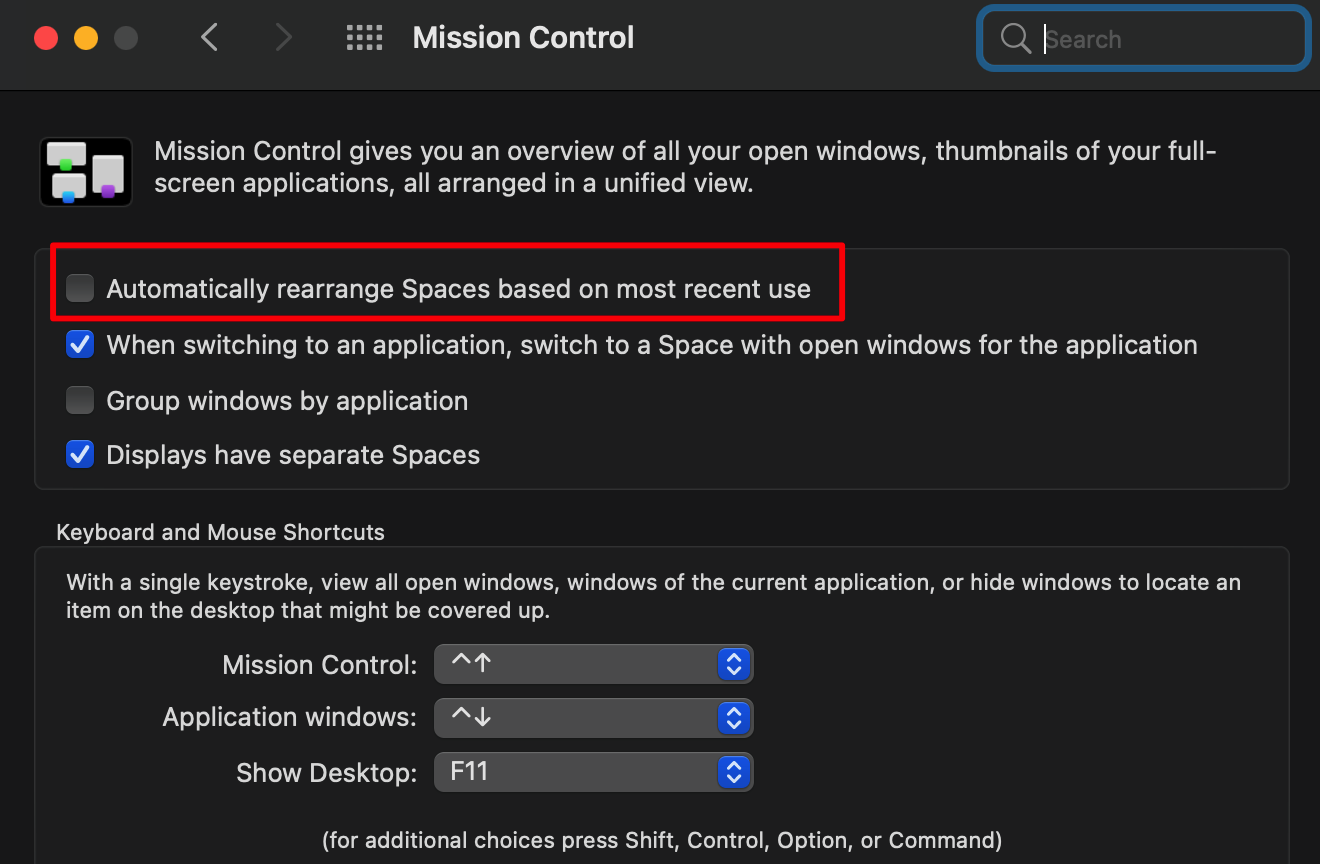 Mission Control
Search
Mission Control gives you an overview of all your open windows, thumbnails of your full-
screen applications, all arranged in a unified view.
Automatically rearrange Spaces based on most recent use
When switching to an application, switch to a Space with open windows for the application
Group windows by application
Displays have separate Spaces
Keyboard and Mouse Shortcuts
With a single keystroke, view all open windows, windows of the current application, or hide windows to locate an
item on the desktop that might be covered up.
Mission Control: ^↑
Application windows: ^↓
Show Desktop: F11
(for additional choices press Shift, Control, Option, or Command)